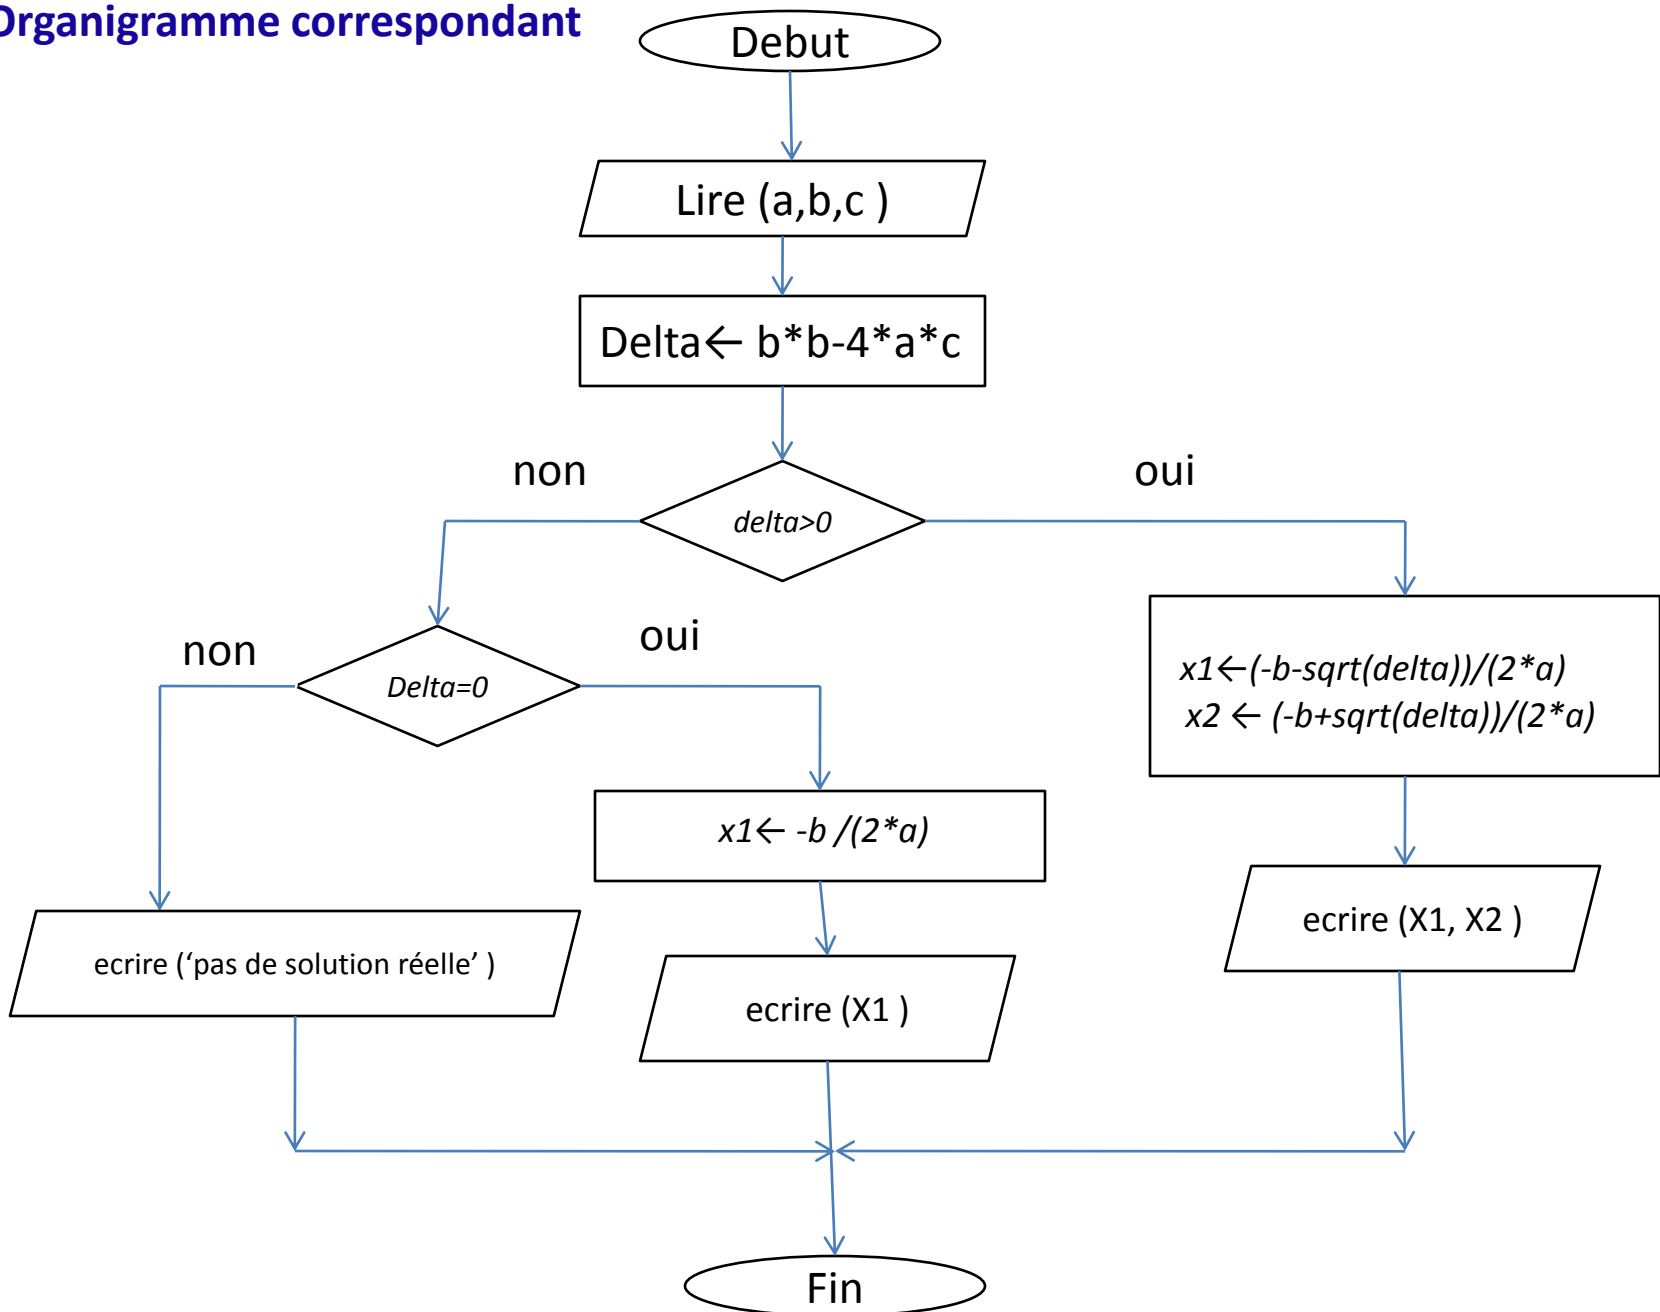 Organigramme correspondant
Debut
Lire (a,b,c )
Delta← b*b-4*a*c
non
oui
delta>0
non
oui
Delta=0
x1←(-b-sqrt(delta))/(2*a)
x2 ← (-b+sqrt(delta))/(2*a)
x1← -b /(2*a)
ecrire (X1, X2 )
ecrire (‘pas de solution réelle’ )
ecrire (X1 )
Fin